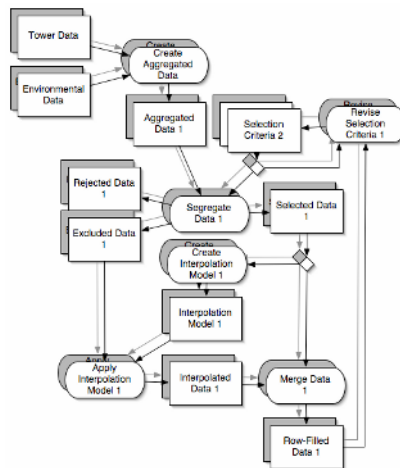 Tower Data
Create
Create
Aggregated
Data
Environmental
Data
Revise
Revise
Selection
Criteria 1
Aggregated
Data 1
Selection
Criteria 2
Rejected Data
1
Segregate
Data 1
Selected Data
1
Excluded Data
1
Create
Create
Interpolation
Model 1
Interpolation
Model 1
Apply
Apply
Interpolation
Model 1
Interpolated
Data 1
Merge Data
1
Row-Filled
Data 1